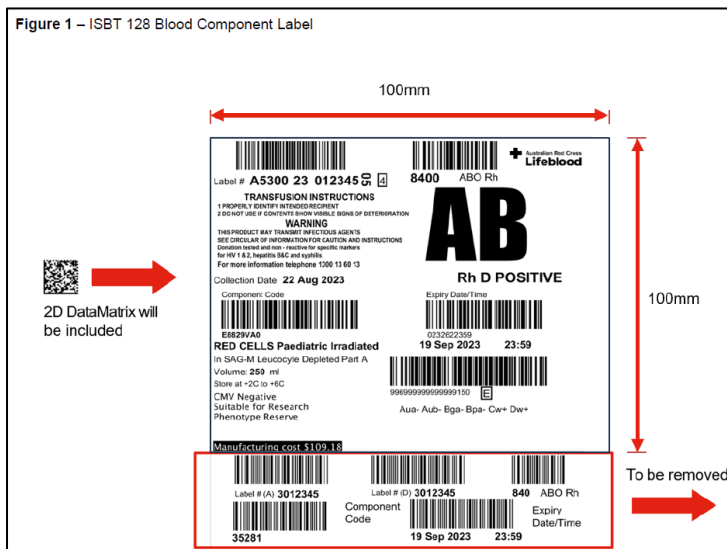 Figure 1 – ISBT 128 Blood Component Label
100mm
Australian Red Cross
Lifeblood
Label # A5300 23 012345 05 4
8400 ABO Rh
TRANSFUSION INSTRUCTIONS
1 PROPERLY IDENTIFY INTENDED RECIPIENT
2 DO NOT USE IF CONTENTS SHOW VISIBLE SIGNS OF DETERIORATION
WARNING
THIS PRODUCT MAY TRANSMIT INFECTIOUS AGENTS
SEE CIRCULAR OF INFORMATION FOR CAUTION AND INSTRUCTIONS
Donation tested and non - reactive for specific markers
for HIV 1 & 2, hepatitis B&C and syphilis
For more information telephone 1300 13 60 13
AB
Rh D POSITIVE
Collection Date 22 Aug 2023
Component Code
E8829VA0
Expiry Date/Time
0232622359
19 Sep 2023 23:59
RED CELLS Paediatric Irradiated
In SAG-M Leucocyte Depleted Part A
Volume: 250 ml
Store at +2C to +6C
CMV Negative
Suitable for Research
Phenotype Reserve
996999999999999150 E
Aua- Aub- Bga- Bpa- Cw+ Dw+
Manufacturing cost $109.18
2D DataMatrix will
be included
100mm
Label # (A) 3012345
Label # (D) 3012345
840 ABO Rh
35281
Component
Code
19 Sep 2023 23:59
Expiry
Date/Time
To be removed